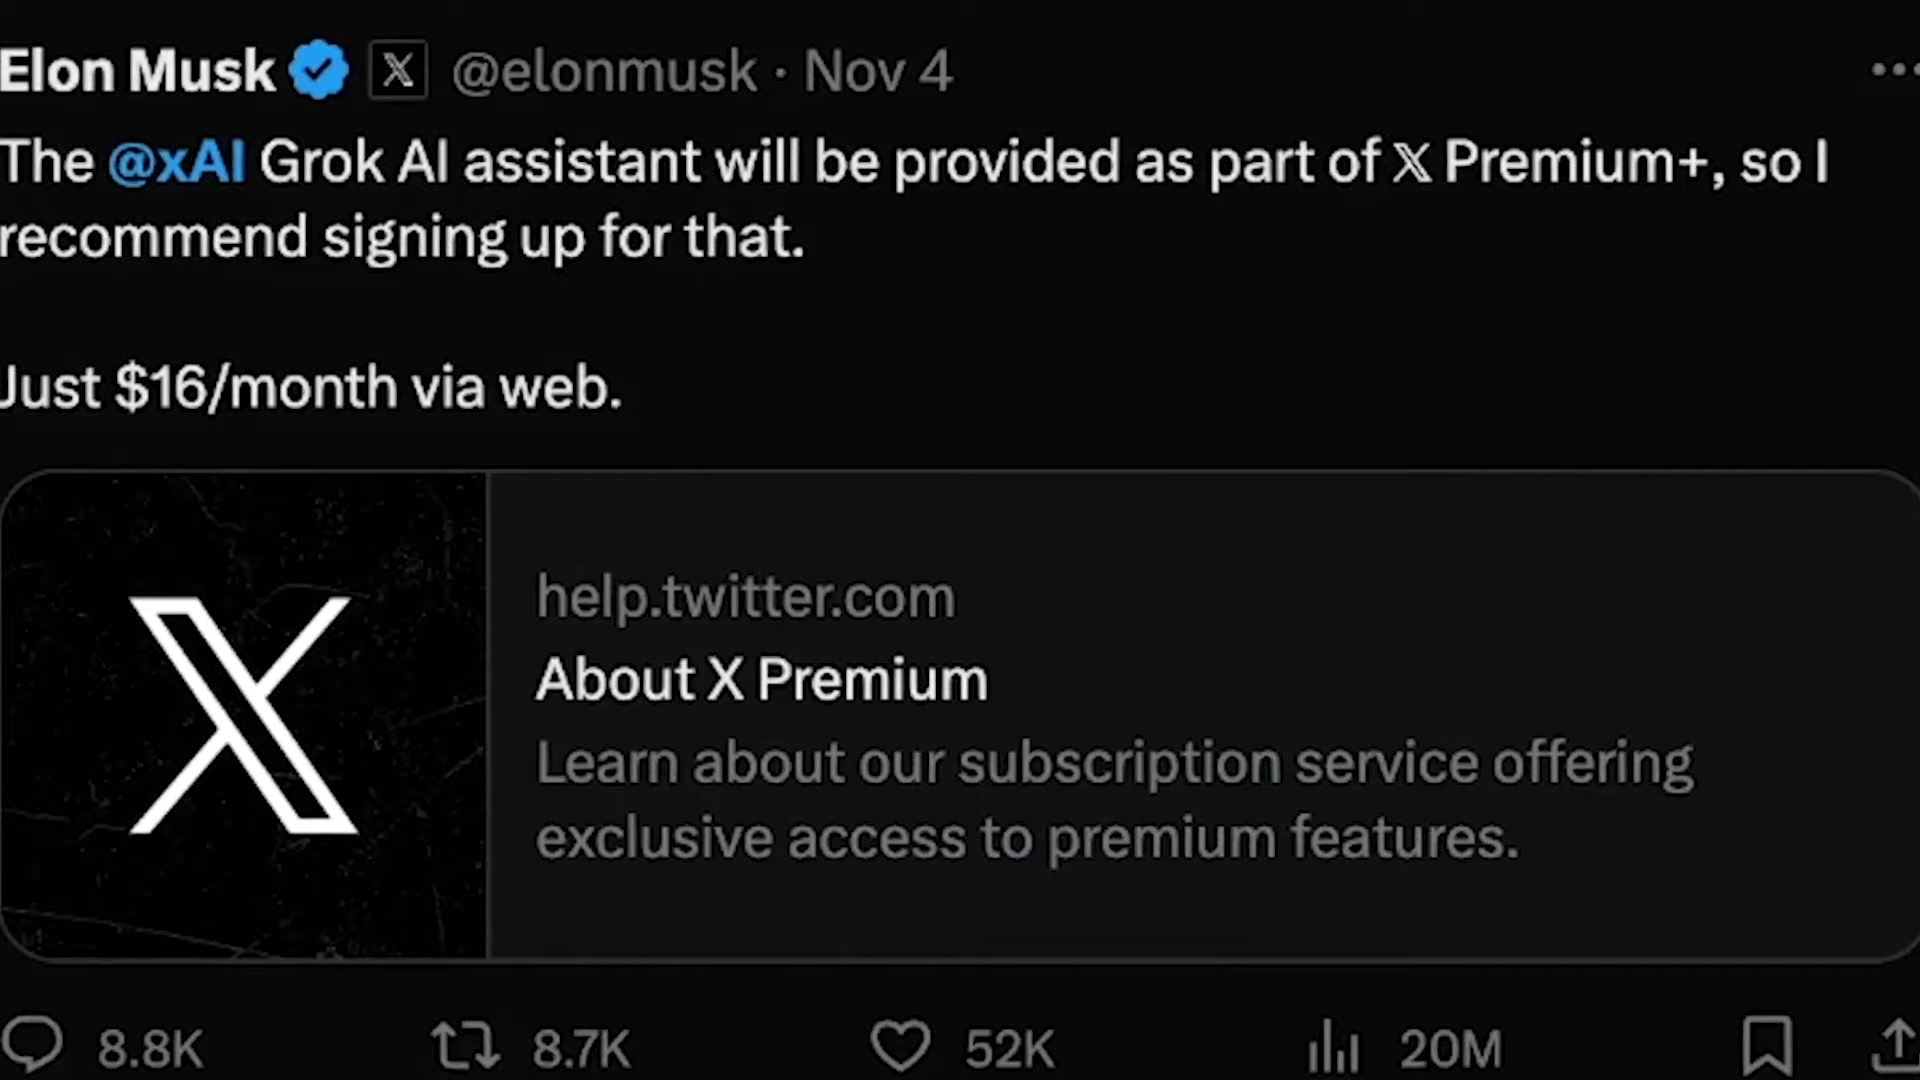 Elon Musk 𝕏 @elonmusk · Nov 4
The @xAI Grok AI assistant will be provided as part of 𝕏 Premium+, so I
recommend signing up for that.
Just $16/month via web.
help.twitter.com
About X Premium
Learn about our subscription service offering
exclusive access to premium features.
8.8K 8.7K 52K 20M